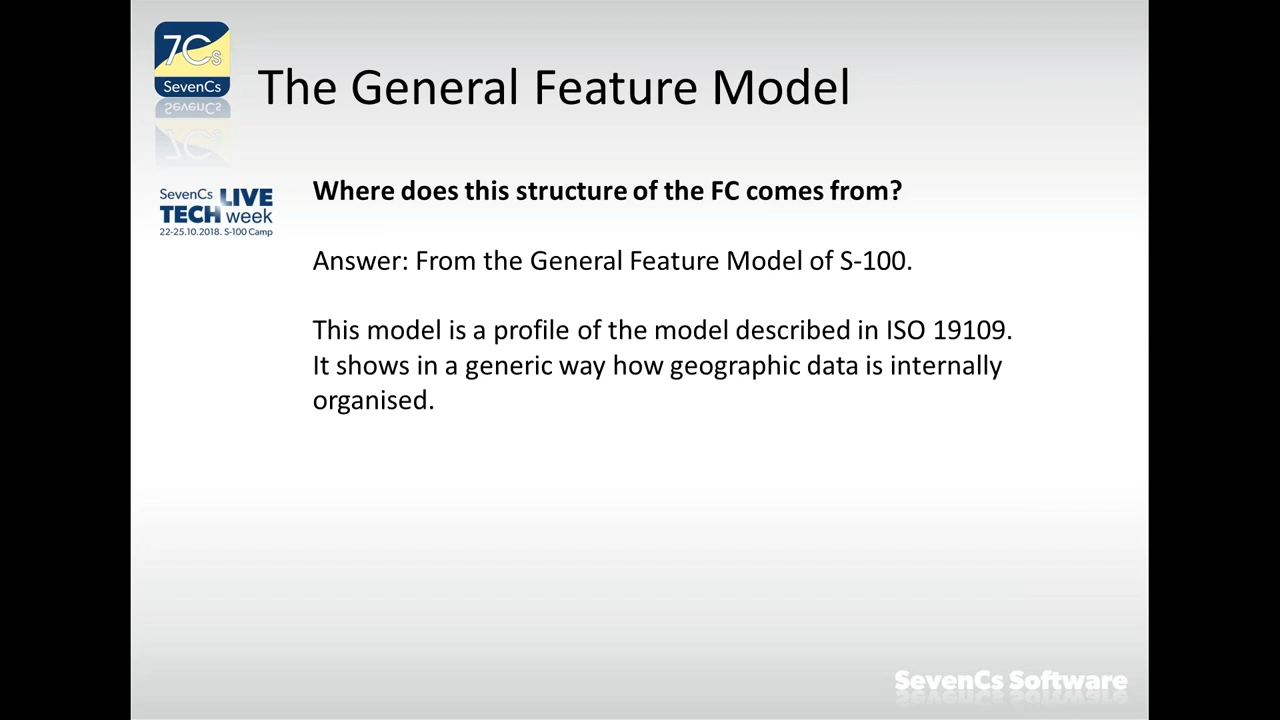 7Cs
SevenCs
The General Feature Model
SevenCs LIVE
TECH week
22-25.10.2018. S-100 Camp
Where does this structure of the FC comes from?
Answer: From the General Feature Model of S-100.
This model is a profile of the model described in ISO 19109.
It shows in a generic way how geographic data is internally
organised.
SevenCs Software